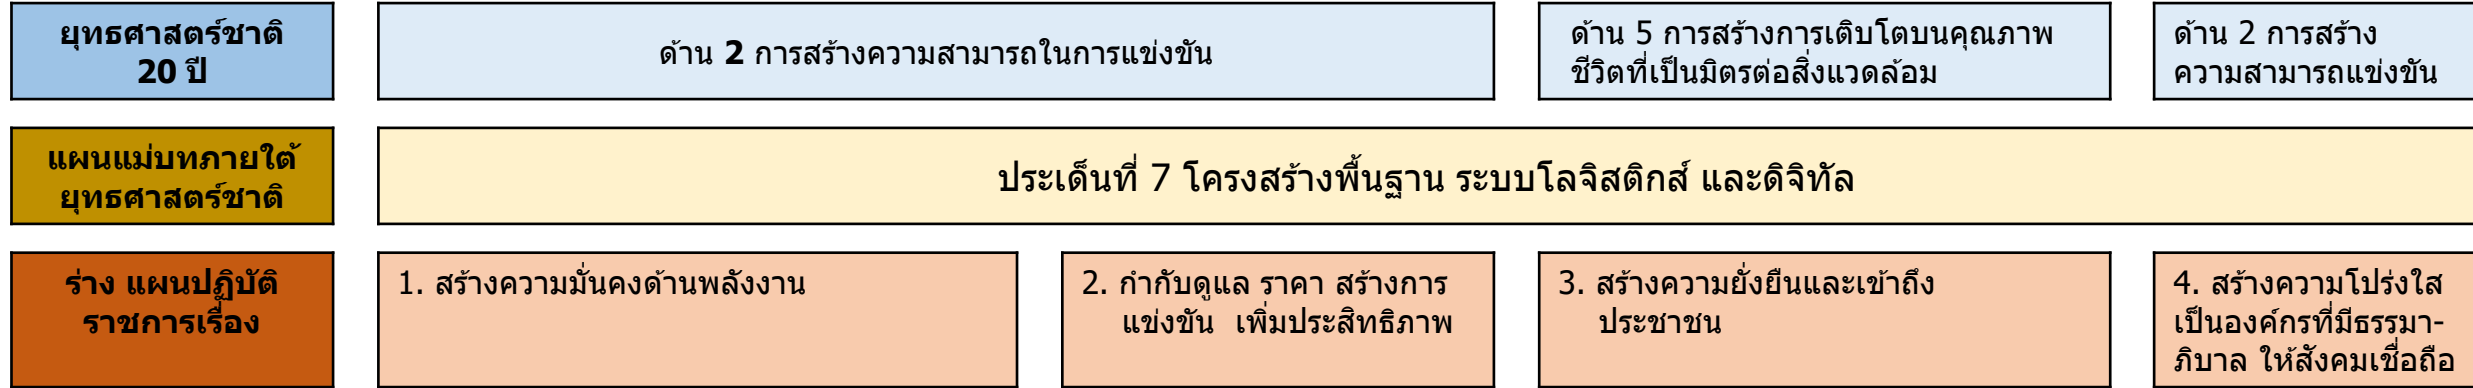 ยุทธศาสตร์ชาติ
20 ปี
ด้าน 2 การสร้างความสามารถในการแข่งขัน
ด้าน 5 การสร้างการเติบโตบนคุณภาพ
ชีวิตที่เป็นมิตรต่อสิ่งแวดล้อม
ด้าน 2 การสร้าง
ความสามารถแข่งขัน
แผนแม่บทภายใต้
ยุทธศาสตร์ชาติ
ประเด็นที่ 7 โครงสร้างพื้นฐาน ระบบโลจิสติกส์ และดิจิทัล
ร่าง แผนปฏิบัติ
ราชการเรื่อง
1. สร้างความมั่นคงด้านพลังงาน
2. กำกับดูแล ราคา สร้างการ
แข่งขัน เพิ่มประสิทธิภาพ
3. สร้างความยั่งยืนและเข้าถึง
ประชาชน
4. สร้างความโปร่งใส
เป็นองค์กรที่มีธรรมา-
ภิบาล ให้สังคมเชื่อถือ